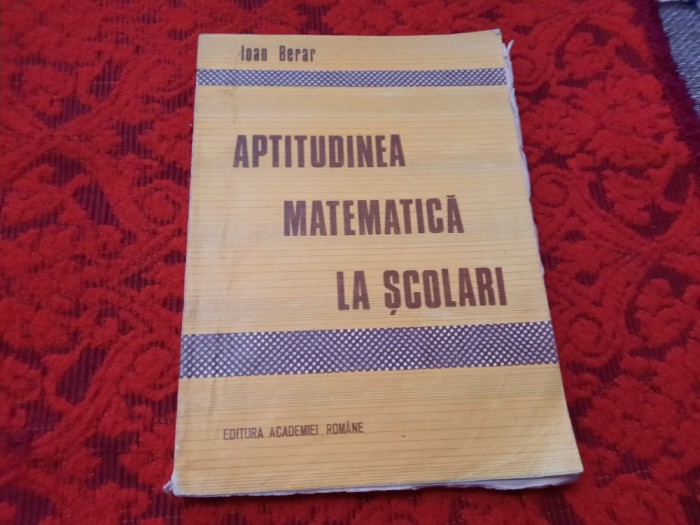 Ioan Berar
APTITUDINEA
MATEMATICĂ
LA ȘCOLARI
EDITURA ACADEMIEI ROMÂNE